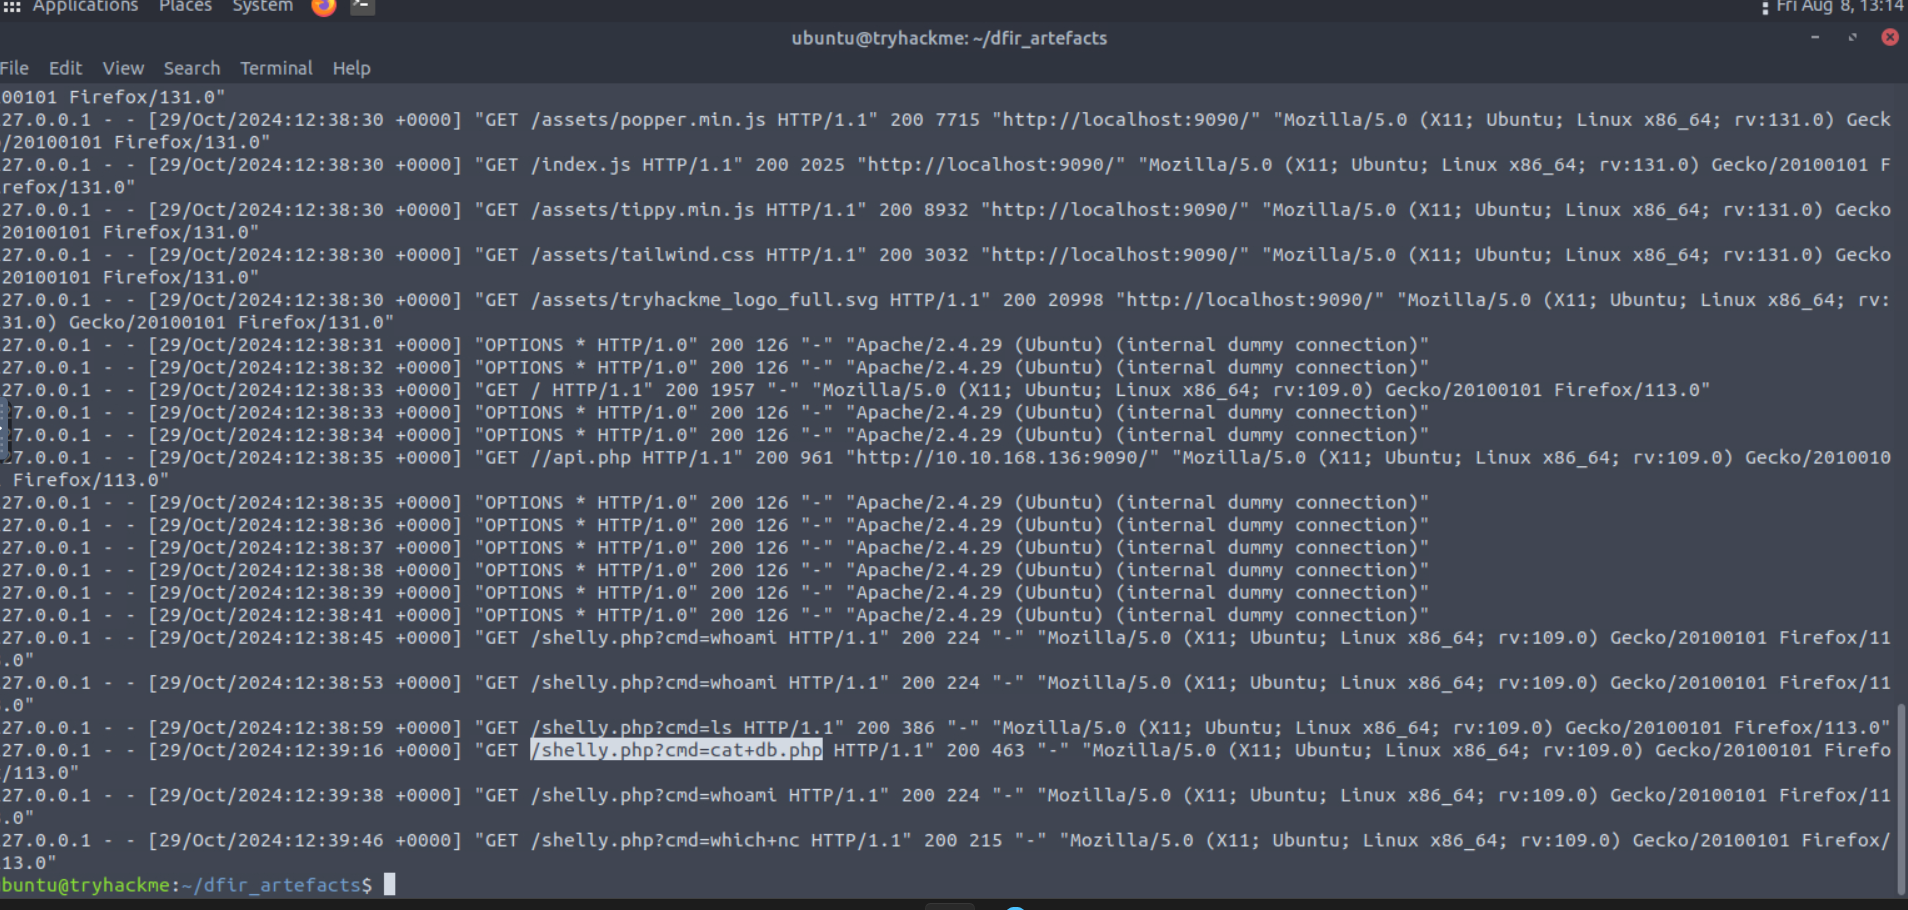 Applications Places System Fri Aug 8, 13:14
ubuntu@tryhackme: ~/dfir_artefacts
File Edit View Search Terminal Help
00101 Firefox/131.0"
27.0.0.1 - - [29/Oct/2024:12:38:30 +0000] "GET /assets/popper.min.js HTTP/1.1" 200 7715 "http://localhost:9090/" "Mozilla/5.0 (X11; Ubuntu; Linux x86_64; rv:131.0) Geck
/20100101 Firefox/131.0"
27.0.0.1 - - [29/Oct/2024:12:38:30 +0000] "GET /index.js HTTP/1.1" 200 2025 "http://localhost:9090/" "Mozilla/5.0 (X11; Ubuntu; Linux x86_64; rv:131.0) Gecko/20100101 F
refox/131.0"
27.0.0.1 - - [29/Oct/2024:12:38:30 +0000] "GET /assets/tippy.min.js HTTP/1.1" 200 8932 "http://localhost:9090/" "Mozilla/5.0 (X11; Ubuntu; Linux x86_64; rv:131.0) Gecko
20100101 Firefox/131.0"
27.0.0.1 - - [29/Oct/2024:12:38:30 +0000] "GET /assets/tailwind.css HTTP/1.1" 200 3032 "http://localhost:9090/" "Mozilla/5.0 (X11; Ubuntu; Linux x86_64; rv:131.0) Gecko
20100101 Firefox/131.0"
27.0.0.1 - - [29/Oct/2024:12:38:30 +0000] "GET /assets/tryhackme_logo_full.svg HTTP/1.1" 200 20998 "http://localhost:9090/" "Mozilla/5.0 (X11; Ubuntu; Linux x86_64; rv:
31.0) Gecko/20100101 Firefox/131.0"
27.0.0.1 - - [29/Oct/2024:12:38:31 +0000] "OPTIONS * HTTP/1.0" 200 126 "-" "Apache/2.4.29 (Ubuntu) (internal dummy connection)"
27.0.0.1 - - [29/Oct/2024:12:38:32 +0000] "OPTIONS * HTTP/1.0" 200 126 "-" "Apache/2.4.29 (Ubuntu) (internal dummy connection)"
27.0.0.1 - - [29/Oct/2024:12:38:33 +0000] "GET / HTTP/1.1" 200 1957 "-" "Mozilla/5.0 (X11; Ubuntu; Linux x86_64; rv:109.0) Gecko/20100101 Firefox/113.0"
7.0.0.1 - - [29/Oct/2024:12:38:33 +0000] "OPTIONS * HTTP/1.0" 200 126 "-" "Apache/2.4.29 (Ubuntu) (internal dummy connection)"
7.0.0.1 - - [29/Oct/2024:12:38:34 +0000] "OPTIONS * HTTP/1.0" 200 126 "-" "Apache/2.4.29 (Ubuntu) (internal dummy connection)"
27.0.0.1 - - [29/Oct/2024:12:38:35 +0000] "GET //api.php HTTP/1.1" 200 961 "http://10.10.168.136:9090/" "Mozilla/5.0 (X11; Ubuntu; Linux x86_64; rv:109.0) Gecko/2010010
Firefox/113.0"
27.0.0.1 - - [29/Oct/2024:12:38:35 +0000] "OPTIONS * HTTP/1.0" 200 126 "-" "Apache/2.4.29 (Ubuntu) (internal dummy connection)"
27.0.0.1 - - [29/Oct/2024:12:38:36 +0000] "OPTIONS * HTTP/1.0" 200 126 "-" "Apache/2.4.29 (Ubuntu) (internal dummy connection)"
27.0.0.1 - - [29/Oct/2024:12:38:37 +0000] "OPTIONS * HTTP/1.0" 200 126 "-" "Apache/2.4.29 (Ubuntu) (internal dummy connection)"
27.0.0.1 - - [29/Oct/2024:12:38:38 +0000] "OPTIONS * HTTP/1.0" 200 126 "-" "Apache/2.4.29 (Ubuntu) (internal dummy connection)"
27.0.0.1 - - [29/Oct/2024:12:38:39 +0000] "OPTIONS * HTTP/1.0" 200 126 "-" "Apache/2.4.29 (Ubuntu) (internal dummy connection)"
27.0.0.1 - - [29/Oct/2024:12:38:41 +0000] "OPTIONS * HTTP/1.0" 200 126 "-" "Apache/2.4.29 (Ubuntu) (internal dummy connection)"
27.0.0.1 - - [29/Oct/2024:12:38:45 +0000] "GET /shelly.php?cmd=whoami HTTP/1.1" 200 224 "-" "Mozilla/5.0 (X11; Ubuntu; Linux x86_64; rv:109.0) Gecko/20100101 Firefox/11
.0"
27.0.0.1 - - [29/Oct/2024:12:38:53 +0000] "GET /shelly.php?cmd=whoami HTTP/1.1" 200 224 "-" "Mozilla/5.0 (X11; Ubuntu; Linux x86_64; rv:109.0) Gecko/20100101 Firefox/11
.0"
27.0.0.1 - - [29/Oct/2024:12:38:59 +0000] "GET /shelly.php?cmd=ls HTTP/1.1" 200 386 "-" "Mozilla/5.0 (X11; Ubuntu; Linux x86_64; rv:109.0) Gecko/20100101 Firefox/113.0"
27.0.0.1 - - [29/Oct/2024:12:39:16 +0000] "GET /shelly.php?cmd=cat+db.php HTTP/1.1" 200 463 "-" "Mozilla/5.0 (X11; Ubuntu; Linux x86_64; rv:109.0) Gecko/20100101 Firefo
/113.0"
27.0.0.1 - - [29/Oct/2024:12:39:38 +0000] "GET /shelly.php?cmd=whoami HTTP/1.1" 200 224 "-" "Mozilla/5.0 (X11; Ubuntu; Linux x86_64; rv:109.0) Gecko/20100101 Firefox/11
.0"
27.0.0.1 - - [29/Oct/2024:12:39:46 +0000] "GET /shelly.php?cmd=which+nc HTTP/1.1" 200 215 "-" "Mozilla/5.0 (X11; Ubuntu; Linux x86_64; rv:109.0) Gecko/20100101 Firefox/
13.0"
buntu@tryhackme:~/dfir_artefacts$